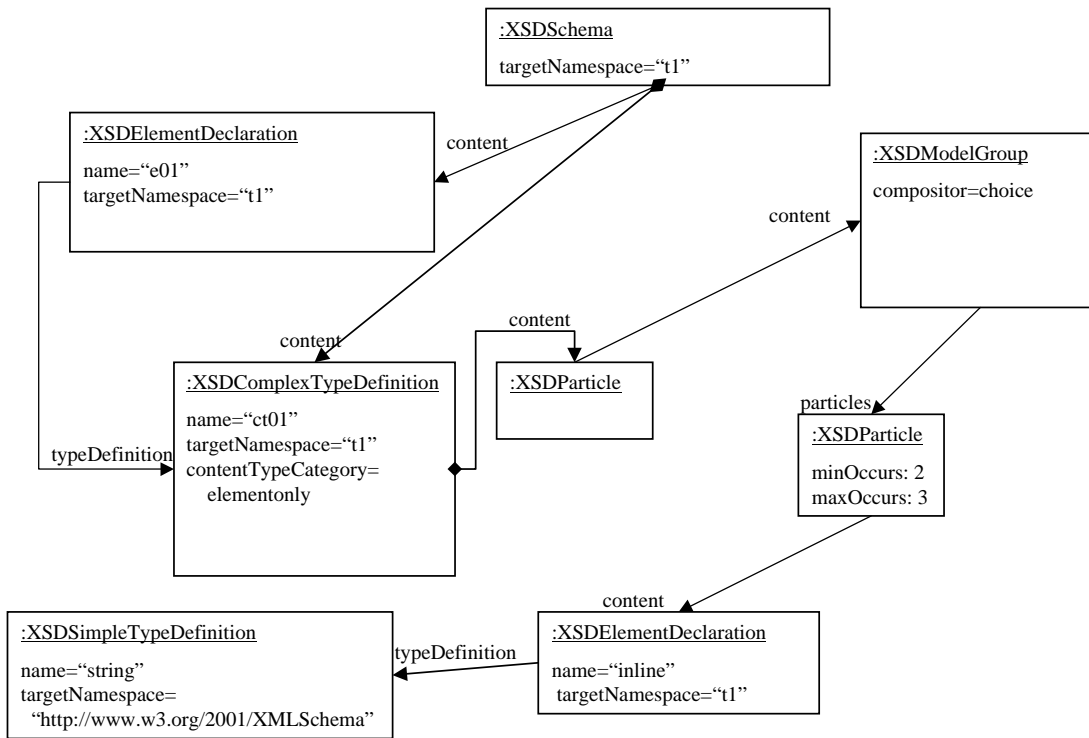 :XSDSchema
targetNamespace=“t1”
:XSDElementDeclaration
name=“e01”
targetNamespace=“t1”
content
:XSDModelGroup
compositor=choice
content
content
content
:XSDComplexTypeDefinition
name=“ct01”
targetNamespace=“t1”
contentTypeCategory=
elementonly
:XSDParticle
typeDefinition
particles
:XSDParticle
minOccurs: 2
maxOccurs: 3
content
:XSDSimpleTypeDefinition
name=“string”
targetNamespace=
“http://www.w3.org/2001/XMLSchema”
typeDefinition
:XSDElementDeclaration
name=“inline”
targetNamespace=“t1”